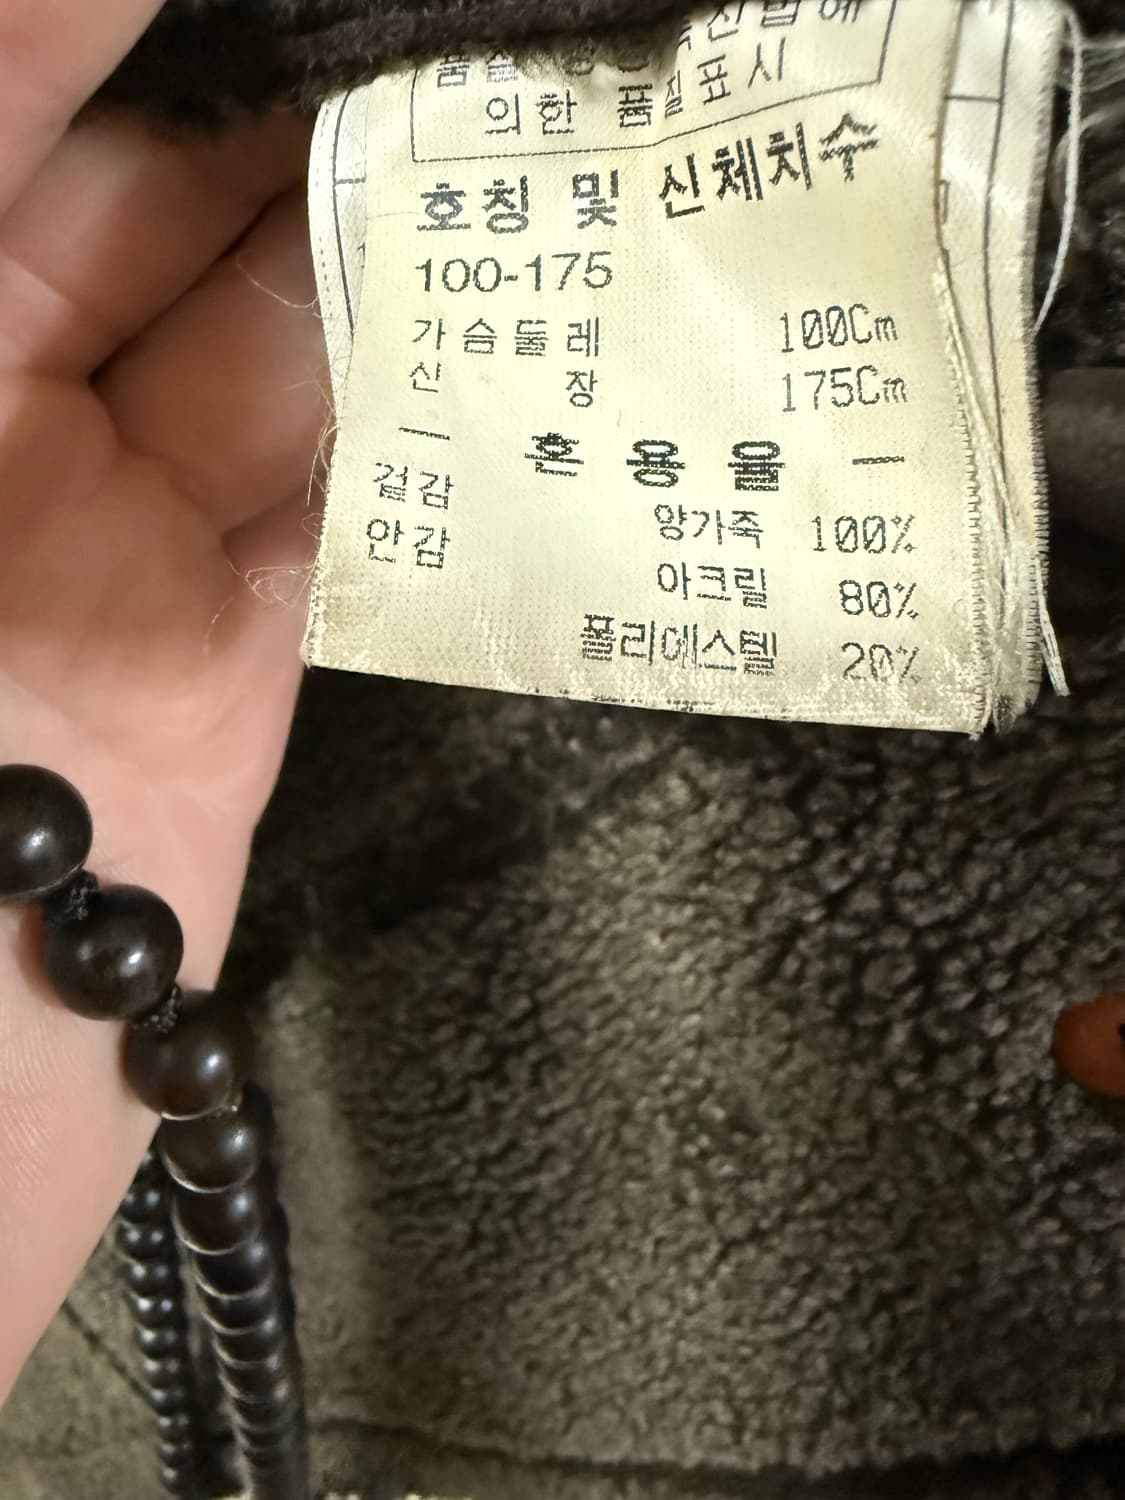 의한 품질표시
호칭 및 신체치수
100-175
가슴둘레 100Cm
신장 175Cm
— 혼용율 —
겉감 양가죽 100%
안감 아크릴 80%
폴리에스텔 20%